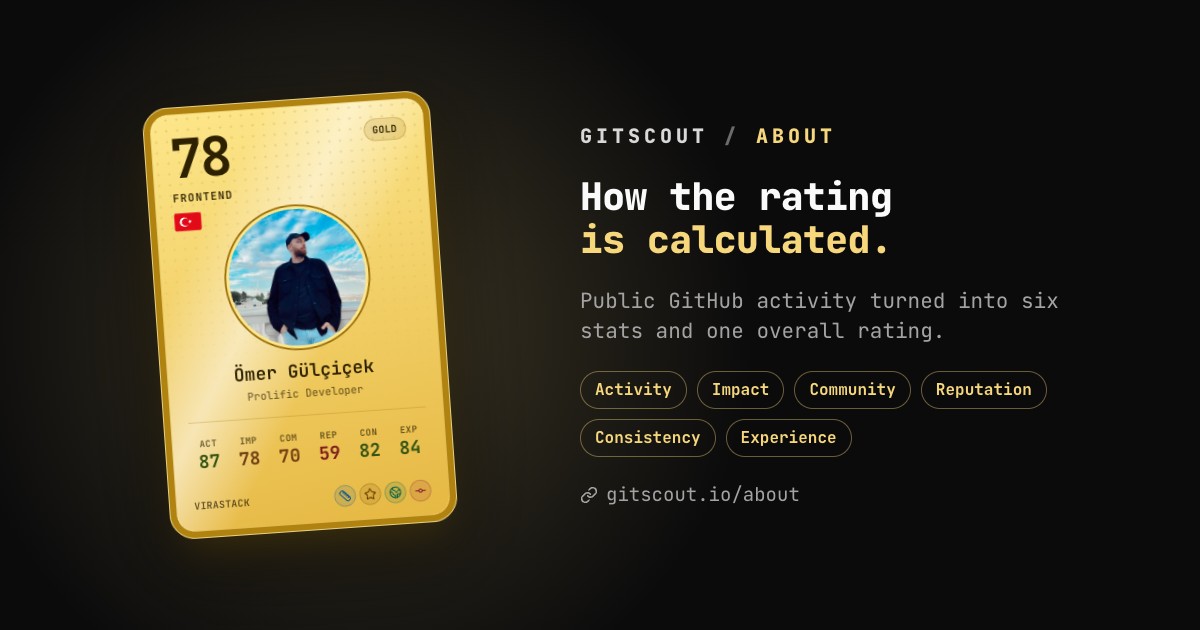 78
GOLD
FRONTEND
Ömer Gülçiçek
Prolific Developer
ACT IMP COM REP CON EXP
87 78 70 59 82 84
VIRASTACK
GITSCOUT / ABOUT
How the rating
is calculated.
Public GitHub activity turned into six
stats and one overall rating.
Activity Impact Community Reputation
Consistency Experience
gitscout.io/about